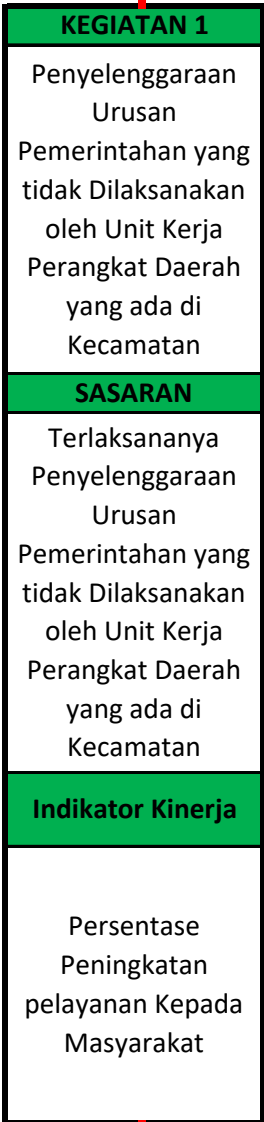 KEGIATAN 1
Penyelenggaraan
Urusan
Pemerintahan yang
tidak Dilaksanakan
oleh Unit Kerja
Perangkat Daerah
yang ada di
Kecamatan
SASARAN
Terlaksananya
Penyelenggaraan
Urusan
Pemerintahan yang
tidak Dilaksanakan
oleh Unit Kerja
Perangkat Daerah
yang ada di
Kecamatan
Indikator Kinerja
Persentase
Peningkatan
pelayanan Kepada
Masyarakat